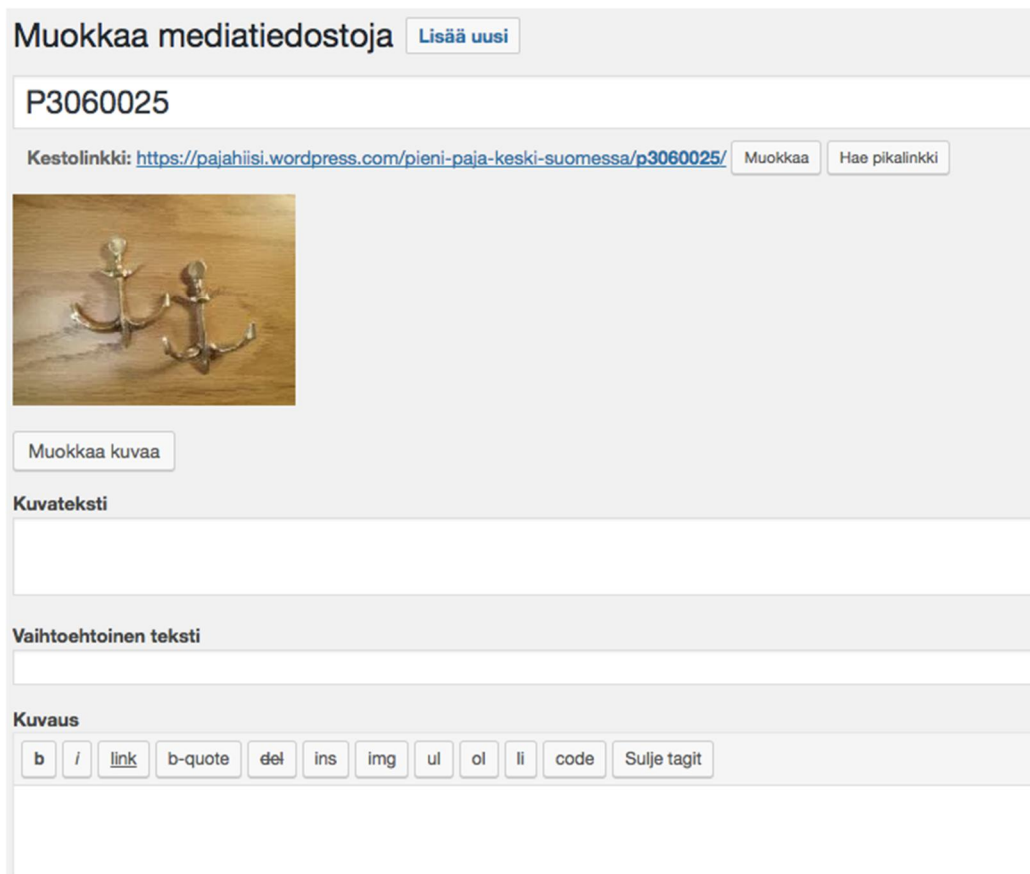 Muokkaa mediatiedostoja Lisää uusi
P3060025
Kestolinkki: https://pajahiisi.wordpress.com/pieni-paja-keski-suomessa/p3060025/ Muokkaa Hae pikalinkki
Muokkaa kuvaa
Kuvateksti
Vaihtoehtoinen teksti
Kuvaus
b i link b-quote del ins img ul ol li code Sulje tagit